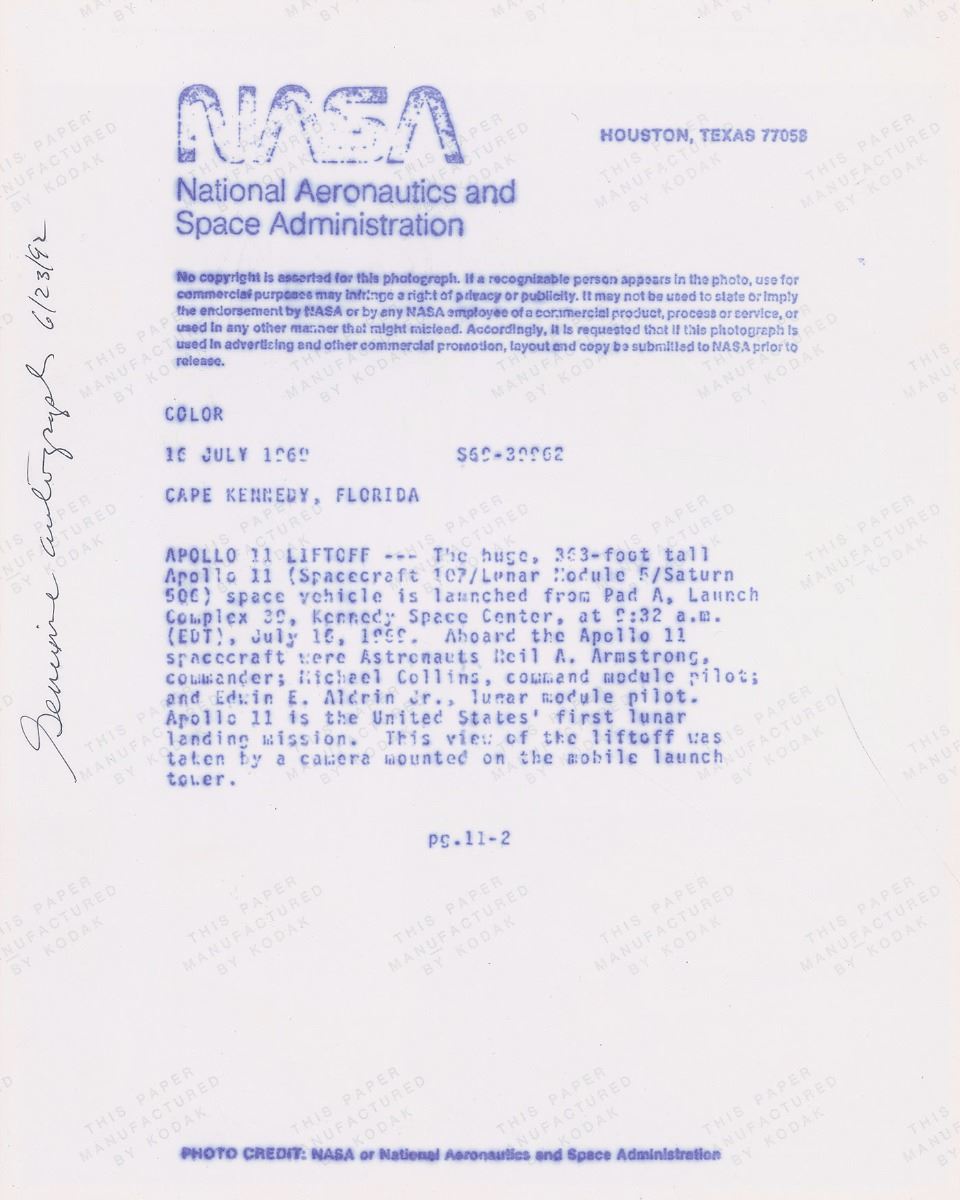 NASA
HOUSTON, TEXAS 77058
National Aeronautics and
Space Administration
No copyright is asserted for this photograph. If a recognizable person appears in the photo, use for
commercial purposes may infringe a right of privacy or publicity. It may not be used to state or imply
the endorsement by NASA or by any NASA employee of a commercial product, process or service, or
used in any other manner that might mislead. Accordingly, it is requested that if this photograph is
used in advertising and other commercial promotion, layout and copy be submitted to NASA prior to
release.
COLOR
16 JULY 1969 S69-39962
CAPE KENNEDY, FLORIDA
APOLLO 11 LIFTOFF --- The huge, 363-foot tall
Apollo 11 (Spacecraft 107/Lunar Module 5/Saturn
506) space vehicle is launched from Pad A, Launch
Complex 39, Kennedy Space Center, at 9:32 a.m.
(EDT), July 16, 1969. Aboard the Apollo 11
spacecraft were Astronauts Neil A. Armstrong,
commander; Michael Collins, command module pilot;
and Edwin E. Aldrin Jr., lunar module pilot.
Apollo 11 is the United States' first lunar
landing mission. This view of the liftoff was
taken by a camera mounted on the mobile launch
tower.
pg.11-2
PHOTO CREDIT: NASA or National Aeronautics and Space Administration
Genuine autograph 6/23/92
THIS PAPER
MANUFACTURED
BY KODAK